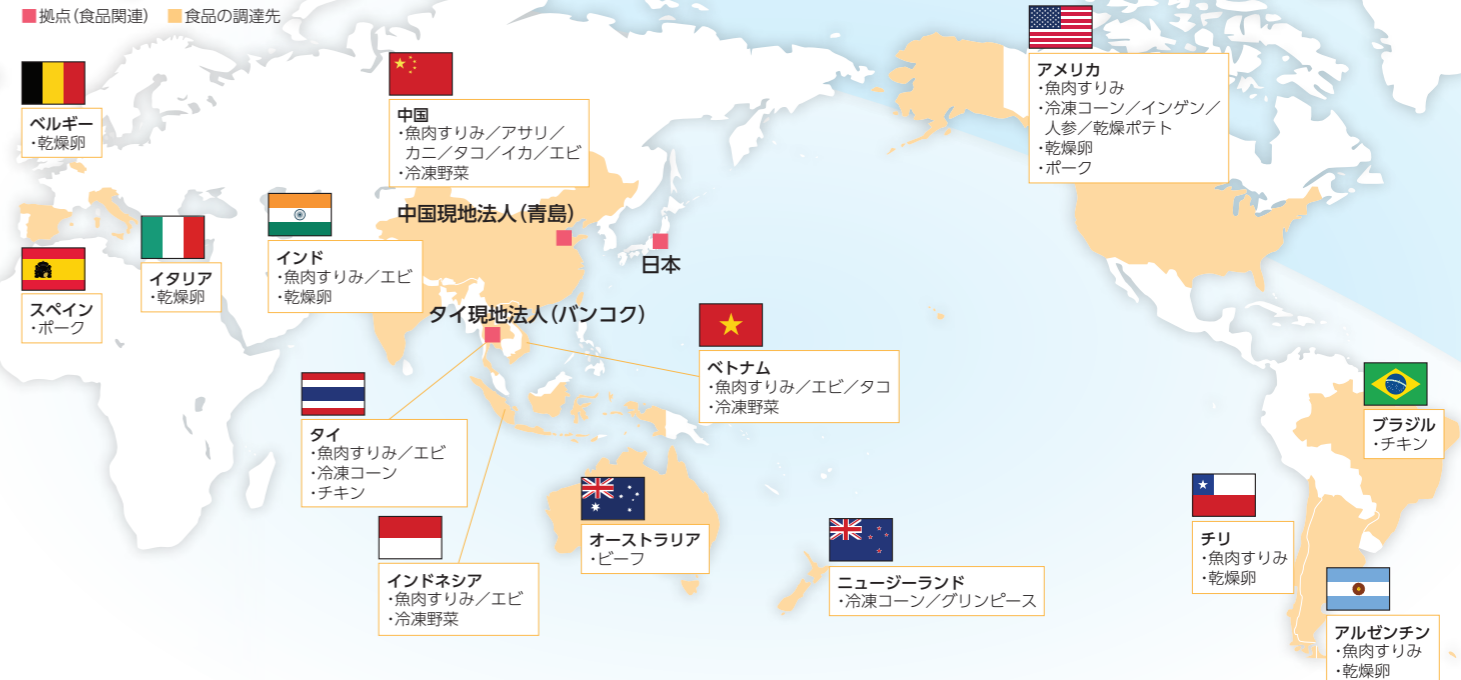 ■拠点(食品関連) ■食品の調達先
ベルギー
・乾燥卵
スペイン
・ポーク
イタリア
・乾燥卵
インド
・魚肉すりみ／エビ
・乾燥卵
中国
・魚肉すりみ／アサリ／
カニ／タコ／イカ／エビ
・冷凍野菜
中国現地法人(青島)
日本
タイ現地法人(バンコク)
ベトナム
・魚肉すりみ／エビ／タコ
・冷凍野菜
タイ
・魚肉すりみ／エビ
・冷凍コーン
・チキン
インドネシア
・魚肉すりみ／エビ
・冷凍野菜
オーストラリア
・ビーフ
ニュージーランド
・冷凍コーン／グリンピース
アメリカ
・魚肉すりみ
・冷凍コーン／インゲン／
人参／乾燥ポテト
・乾燥卵
・ポーク
ブラジル
・チキン
チリ
・魚肉すりみ
・乾燥卵
アルゼンチン
・魚肉すりみ
・乾燥卵